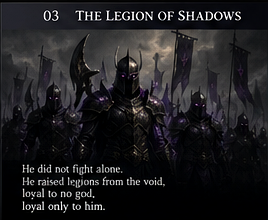 03 THE LEGION OF SHADOWS
He did not fight alone.
He raised legions from the void,
loyal to no god,
loyal only to him.